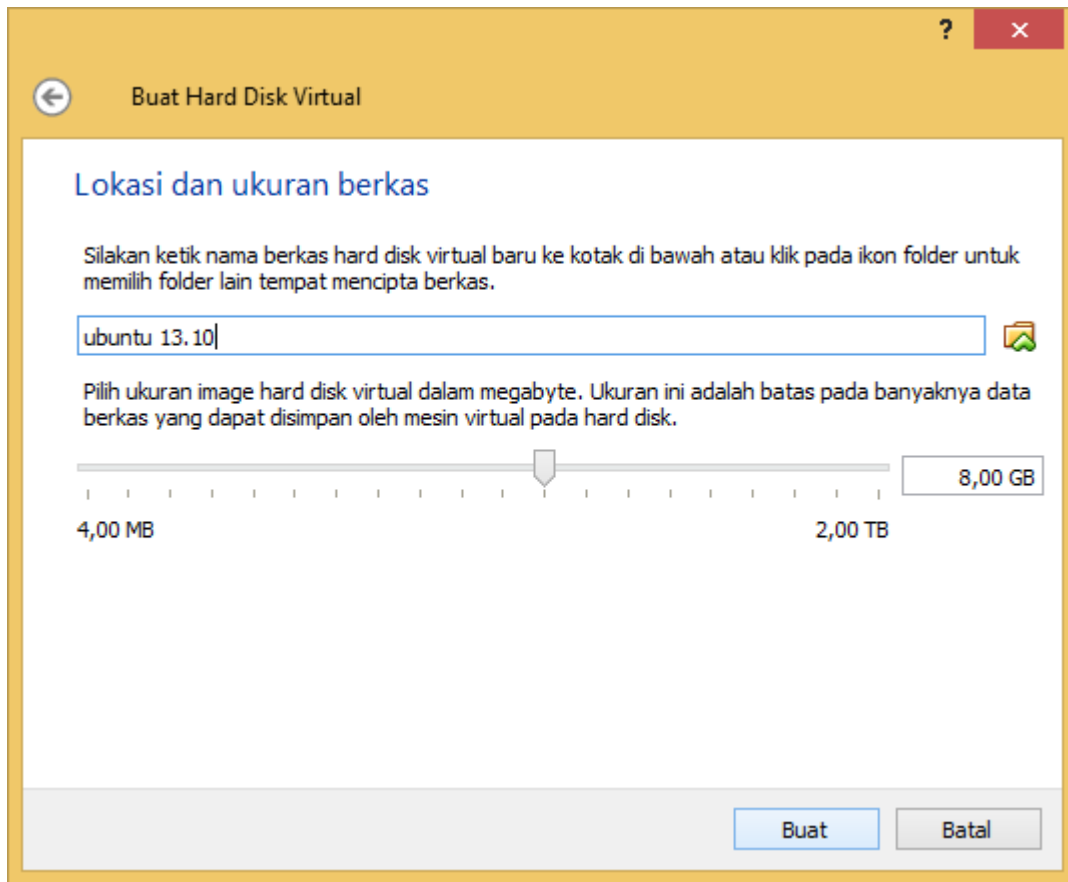 ?
Buat Hard Disk Virtual
Lokasi dan ukuran berkas
Silakan ketik nama berkas hard disk virtual baru ke kotak di bawah atau klik pada ikon folder untuk
memilih folder lain tempat mencipta berkas.
ubuntu 13.10
Pilih ukuran image hard disk virtual dalam megabyte. Ukuran ini adalah batas pada banyaknya data
berkas yang dapat disimpan oleh mesin virtual pada hard disk.
8,00 GB
4,00 MB 2,00 TB
Buat Batal